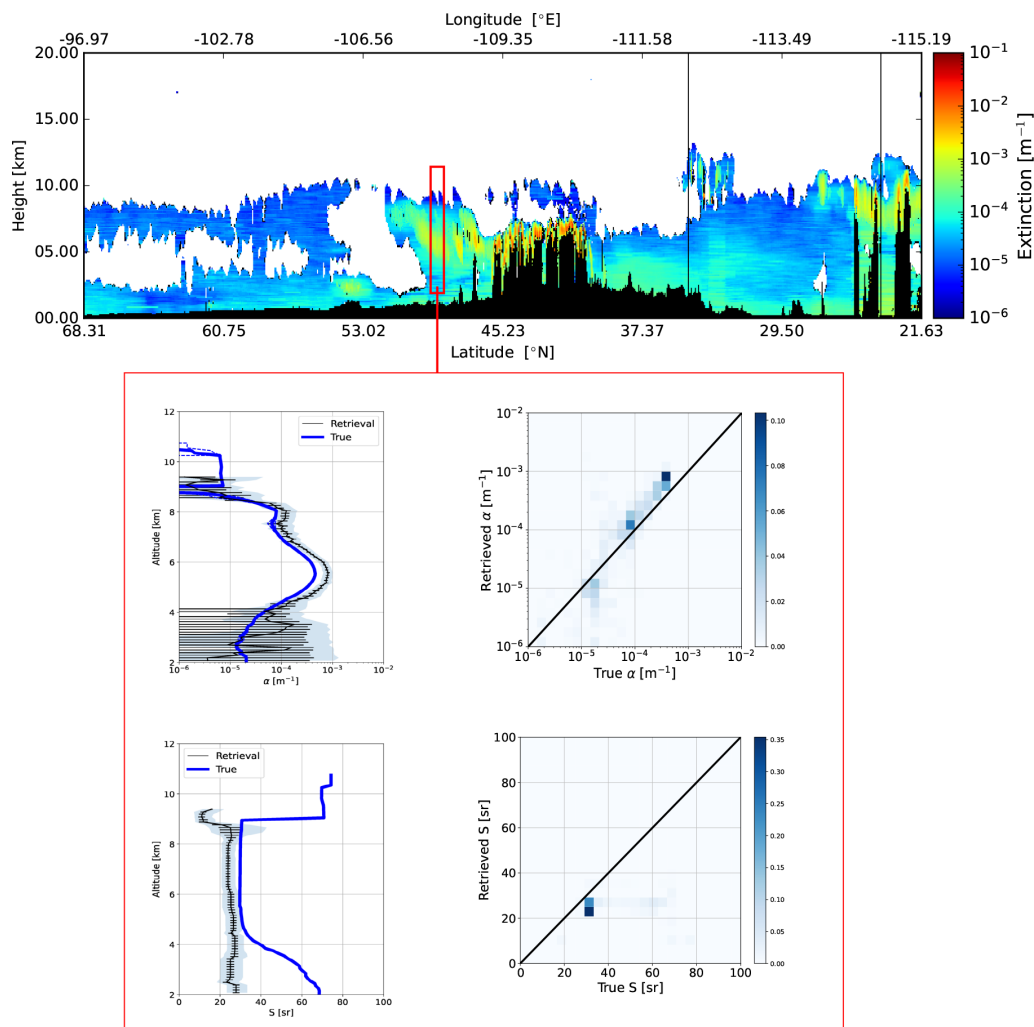 Longitude [°E]
-96.97 -102.78 -106.56 -109.35 -111.58 -113.49 -115.19
20.00
15.00
10.00
05.00
00.00
Height [km]
68.31 60.75 53.02 45.23 37.37 29.50 21.63
Latitude [°N]
10⁻¹
10⁻²
10⁻³
10⁻⁴
10⁻⁵
10⁻⁶
Extinction [m⁻¹]
12
10
8
6
4
2
Altitude [km]
Retrieval
True
10⁻⁶ 10⁻⁵ 10⁻⁴ 10⁻³ 10⁻²
α [m⁻¹]
10⁻²
10⁻³
10⁻⁴
10⁻⁵
10⁻⁶
Retrieved α [m⁻¹]
10⁻⁶ 10⁻⁵ 10⁻⁴ 10⁻³ 10⁻²
True α [m⁻¹]
0.10
0.08
0.06
0.04
0.02
0.00
12
10
8
6
4
2
Altitude [km]
Retrieval
True
0 20 40 60 80 100
S [sr]
100
80
60
40
20
0
Retrieved S [sr]
0 20 40 60 80 100
True S [sr]
0.35
0.30
0.25
0.20
0.15
0.10
0.05
0.00